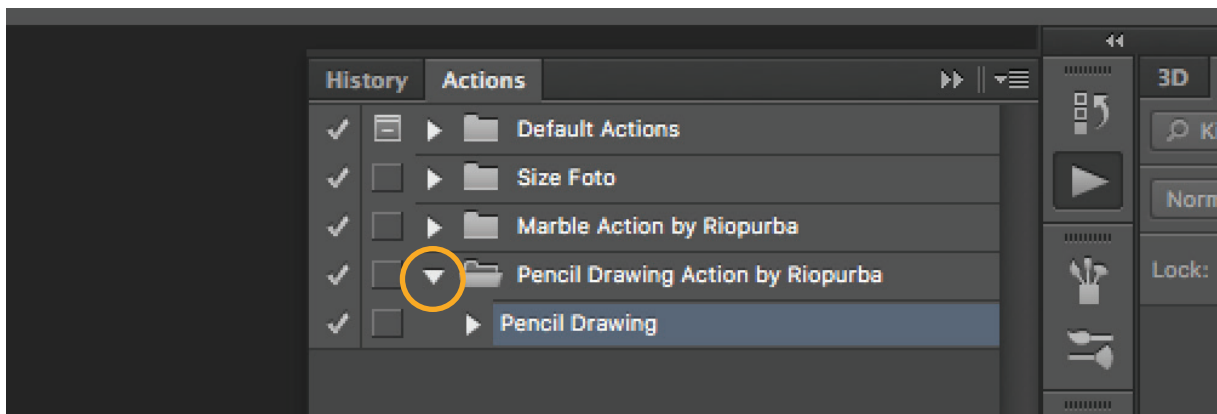 History Actions
3D
Default Actions
Size Foto
Marble Action by Riopurba
Pencil Drawing Action by Riopurba
Lock:
Pencil Drawing